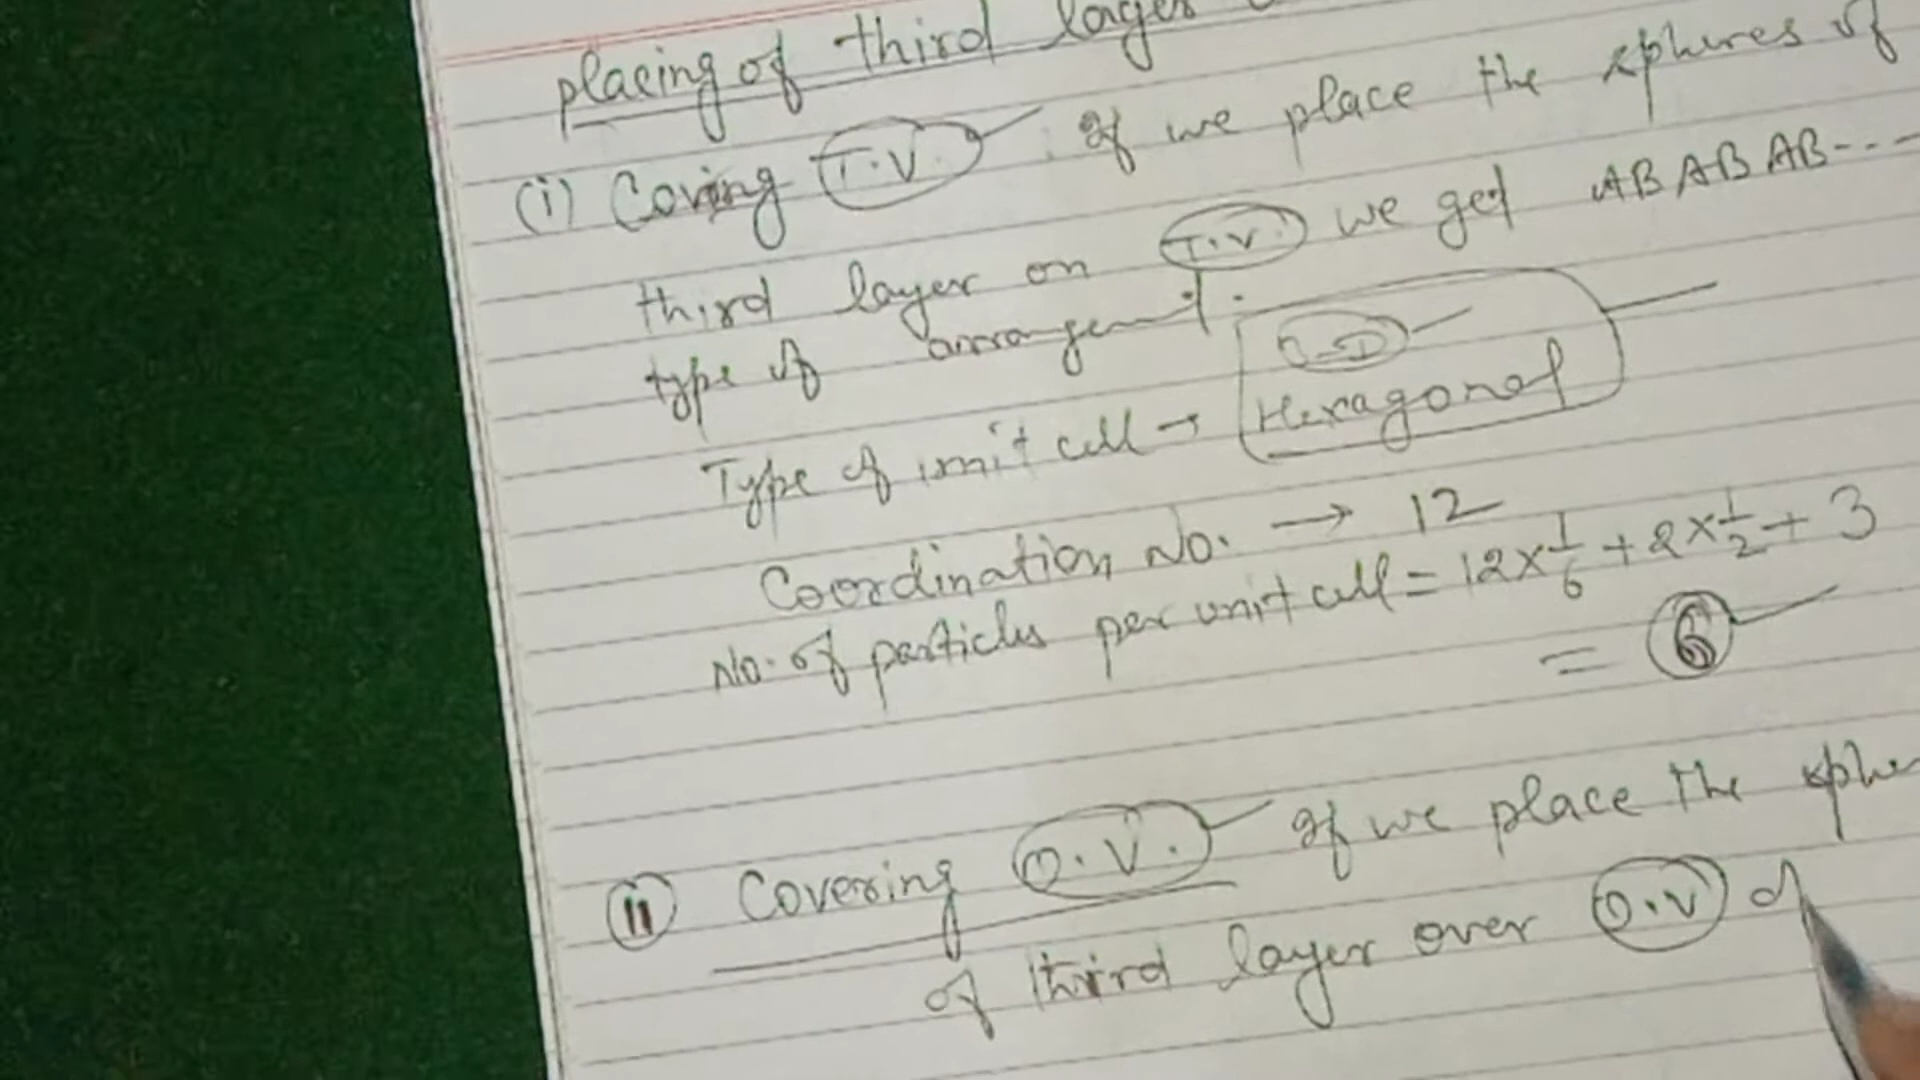 placing of third layer
(i) Covring T.V. If we place the spheres of
third layer on T.V. we get ABABAB---
type of arrangement.
3-D
Type of unit cell → Hexagonal
Coordination No. → 12
No. of particles per unit cell = 12×1/6 + 2×1/2 + 3
= 6
(ii) Covering O.V. If we place the sphe
of third layer over O.V of